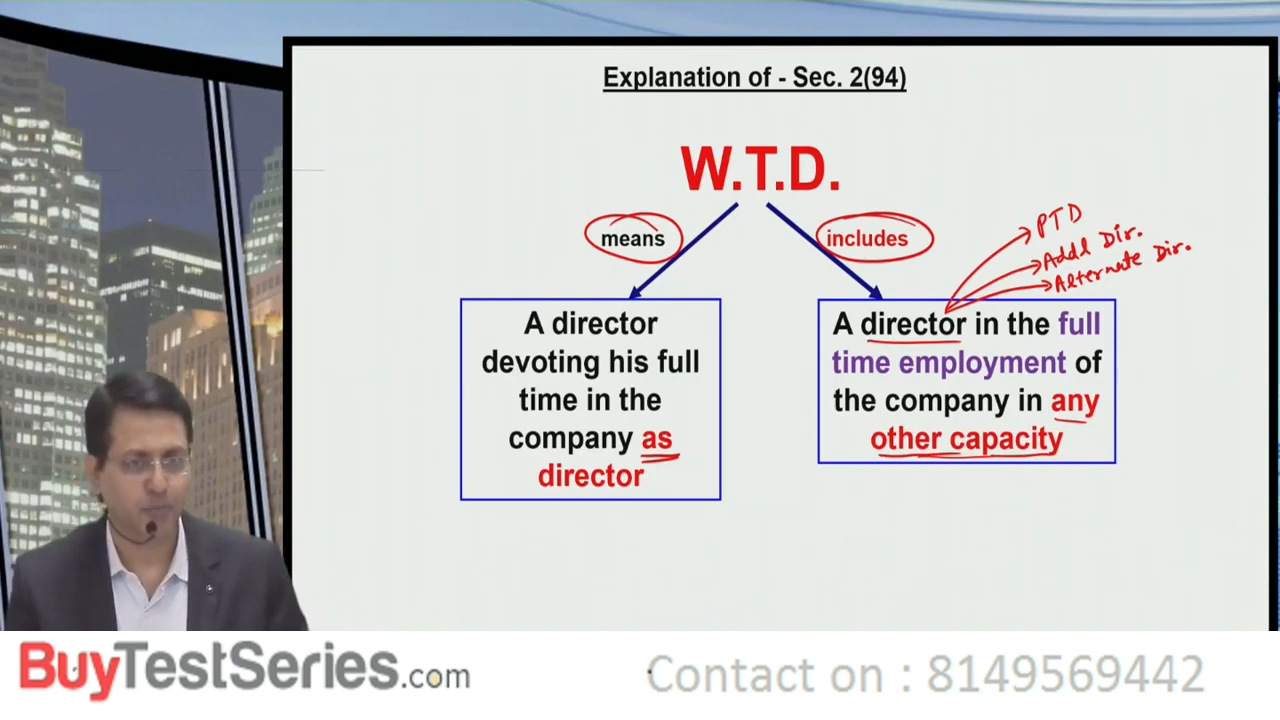 Explanation of - Sec. 2(94)
W.T.D.
means
includes
PTD
Addl Dir.
Alternate Dir.
A director
devoting his full
time in the
company as
director
A director in the full
time employment of
the company in any
other capacity
BuyTestSeries.com
Contact on : 8149569442